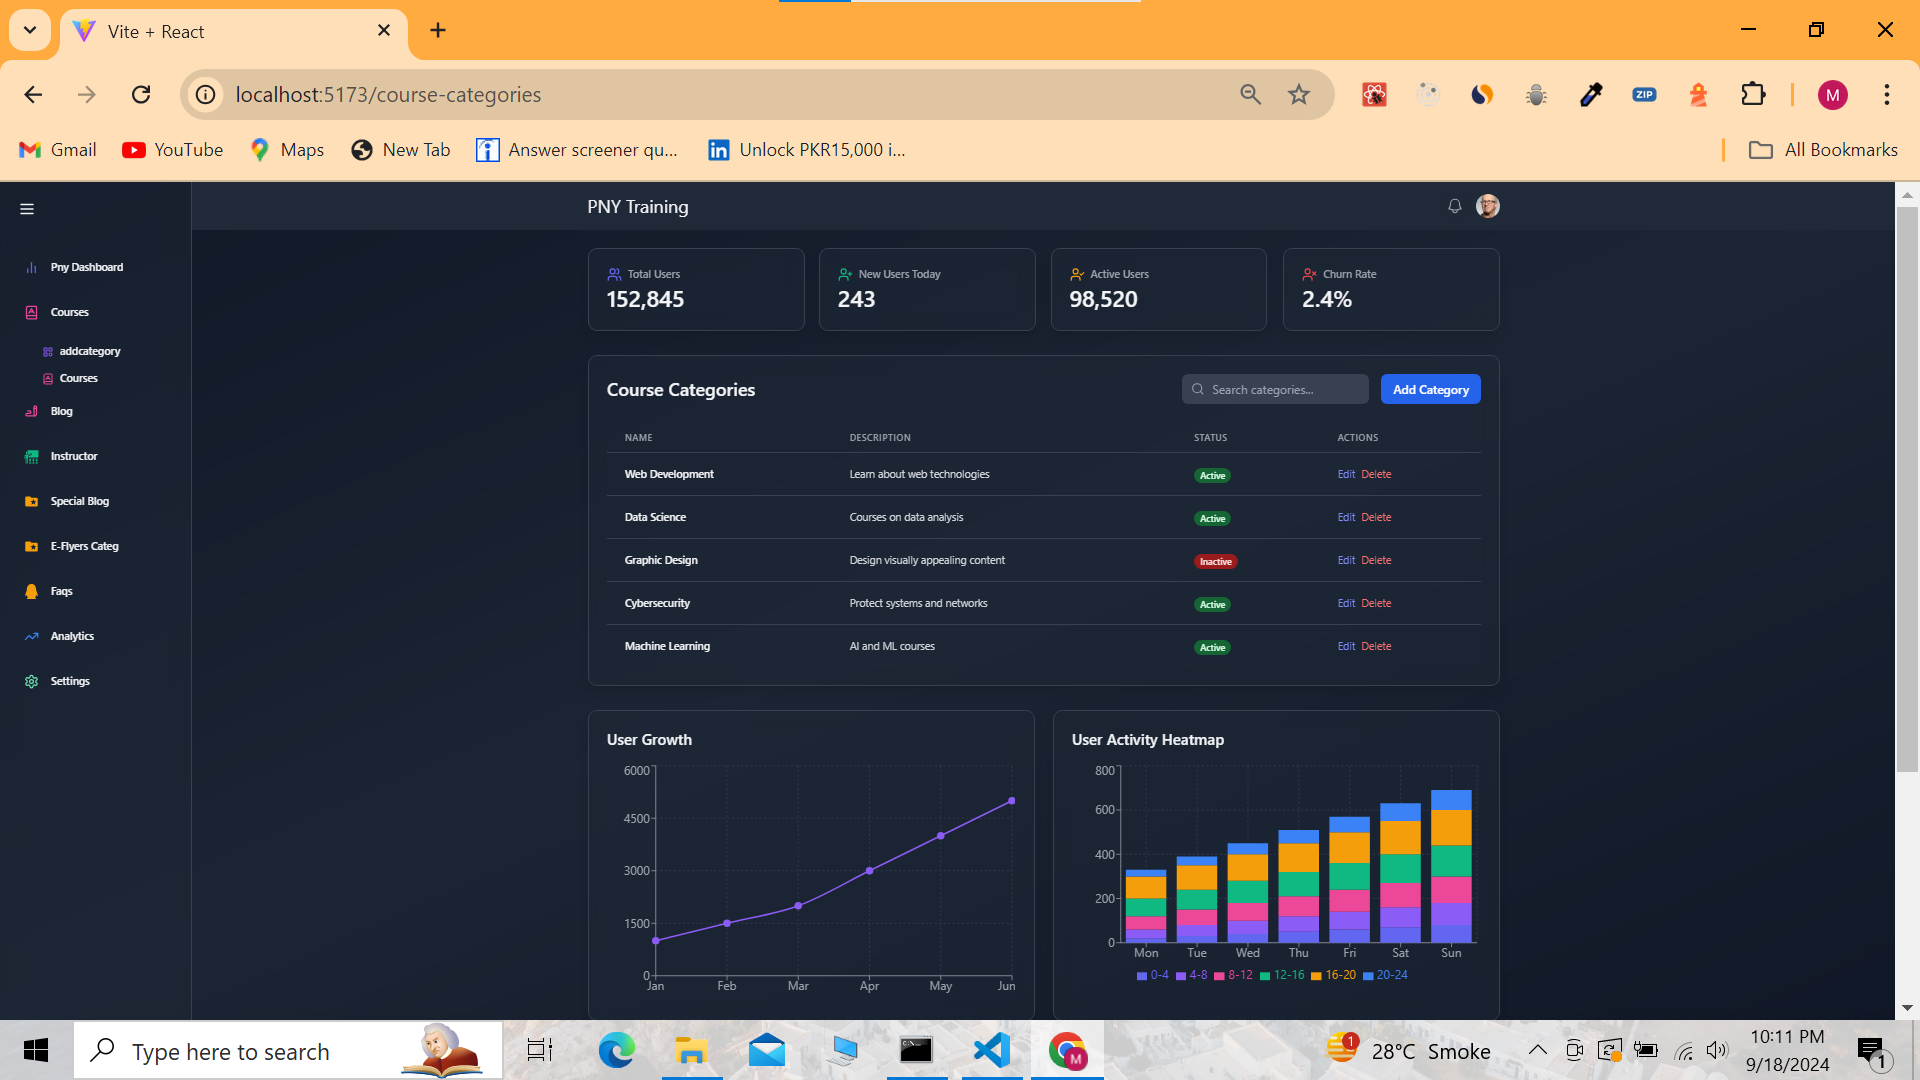 Vite + React
localhost:5173/course-categories
ZIP
M
Gmail
YouTube
Maps
New Tab
Answer screener qu...
Unlock PKR15,000 i...
All Bookmarks
PNY Training
Pny Dashboard
Courses
addcategory
Courses
Blog
Instructor
Special Blog
E-Flyers Categ
Faqs
Analytics
Settings
Total Users
152,845
New Users Today
243
Active Users
98,520
Churn Rate
2.4%
Course Categories
Search categories...
Add Category
NAME DESCRIPTION STATUS ACTIONS
Web Development Learn about web technologies Active Edit Delete
Data Science Courses on data analysis Active Edit Delete
Graphic Design Design visually appealing content Inactive Edit Delete
Cybersecurity Protect systems and networks Active Edit Delete
Machine Learning AI and ML courses Active Edit Delete
User Growth
6000
4500
3000
1500
0
Jan Feb Mar Apr May Jun
User Activity Heatmap
800
600
400
200
0
Mon Tue Wed Thu Fri Sat Sun
0-4 4-8 8-12 12-16 16-20 20-24
Type here to search
M
1
28°C Smoke
10:11 PM
9/18/2024
1